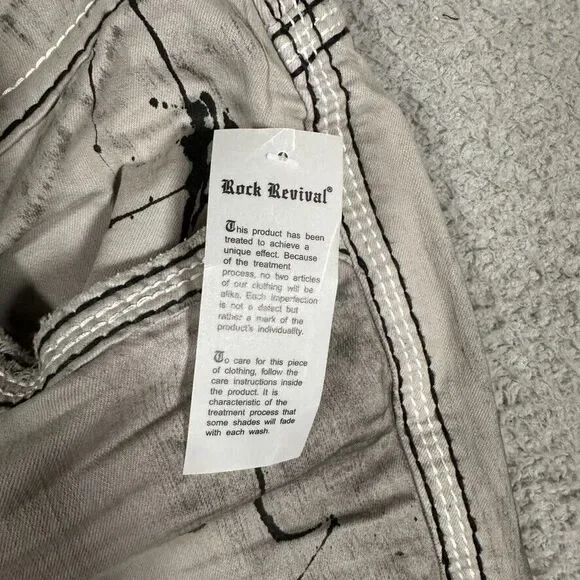 Rock Revival®
This product has been
treated to achieve a
unique effect. Because
of the treatment
process, no two articles
of our clothing will be
alike. Each imperfection
is not a defect but
rather a mark of the
product's individuality.
To care for this piece
of clothing, follow the
care instructions inside
the product. It is
characteristic of the
treatment process that
some shades will fade
with each wash.